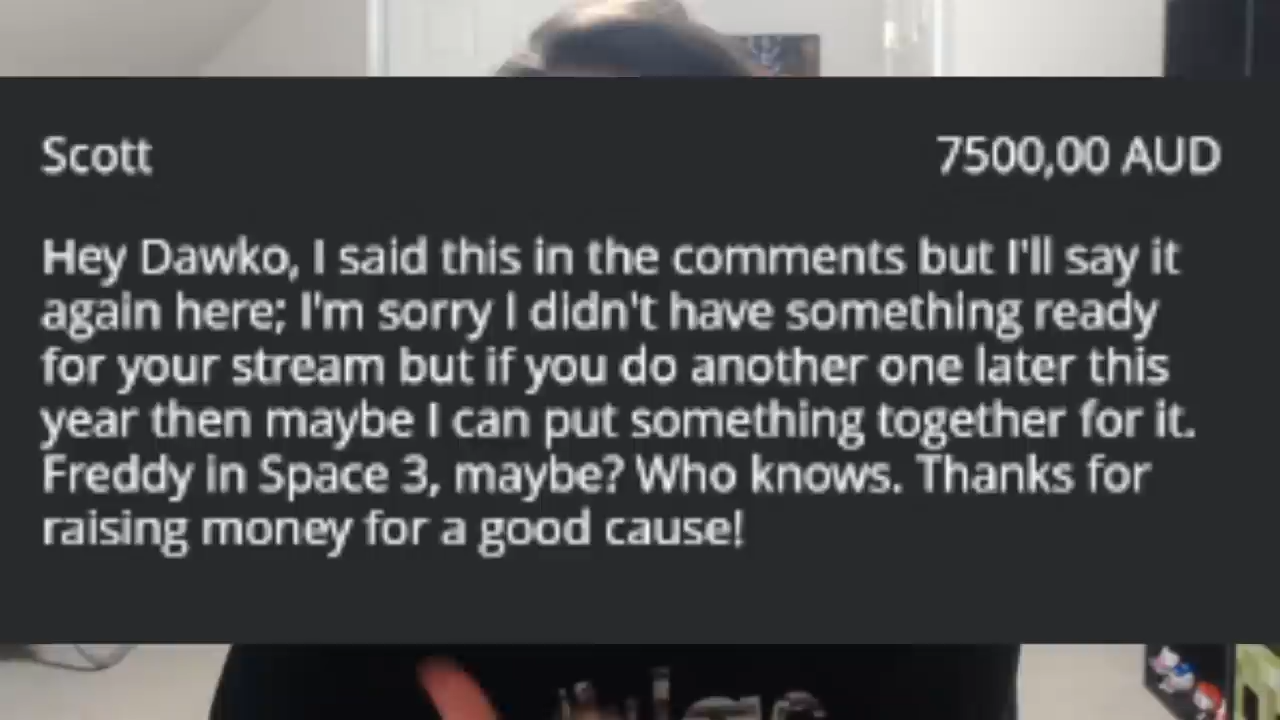 Scott 7500,00 AUD
Hey Dawko, I said this in the comments but I'll say it
again here; I'm sorry I didn't have something ready
for your stream but if you do another one later this
year then maybe I can put something together for it.
Freddy in Space 3, maybe? Who knows. Thanks for
raising money for a good cause!